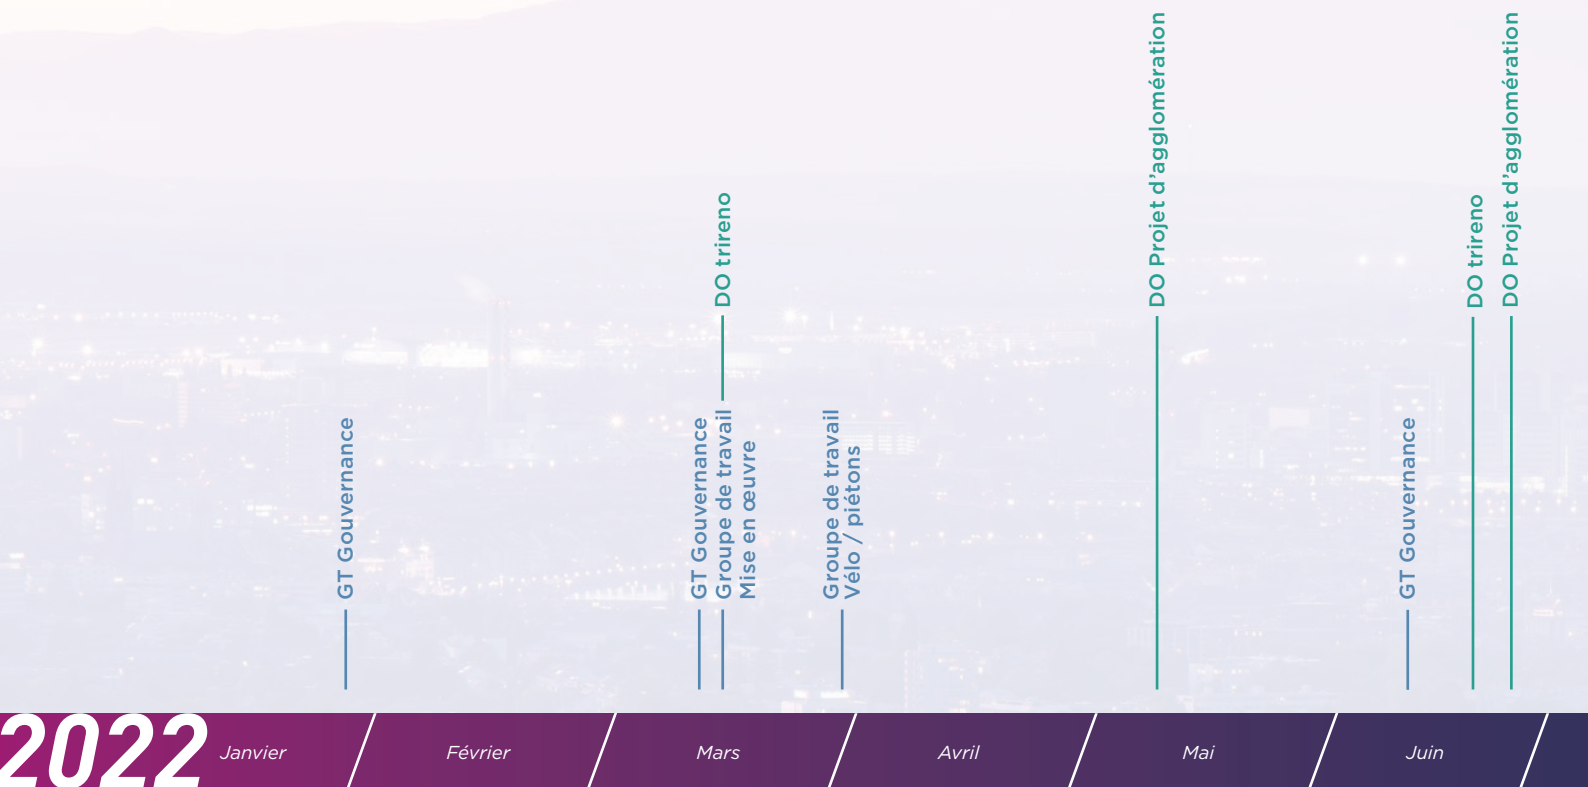 GT Gouvernance
GT Gouvernance
DO trireno
Groupe de travail
Mise en œuvre
Groupe de travail
Vélo / piétons
DO Projet d'agglomération
GT Gouvernance
DO trireno
DO Projet d'agglomération
2022
Janvier
Février
Mars
Avril
Mai
Juin